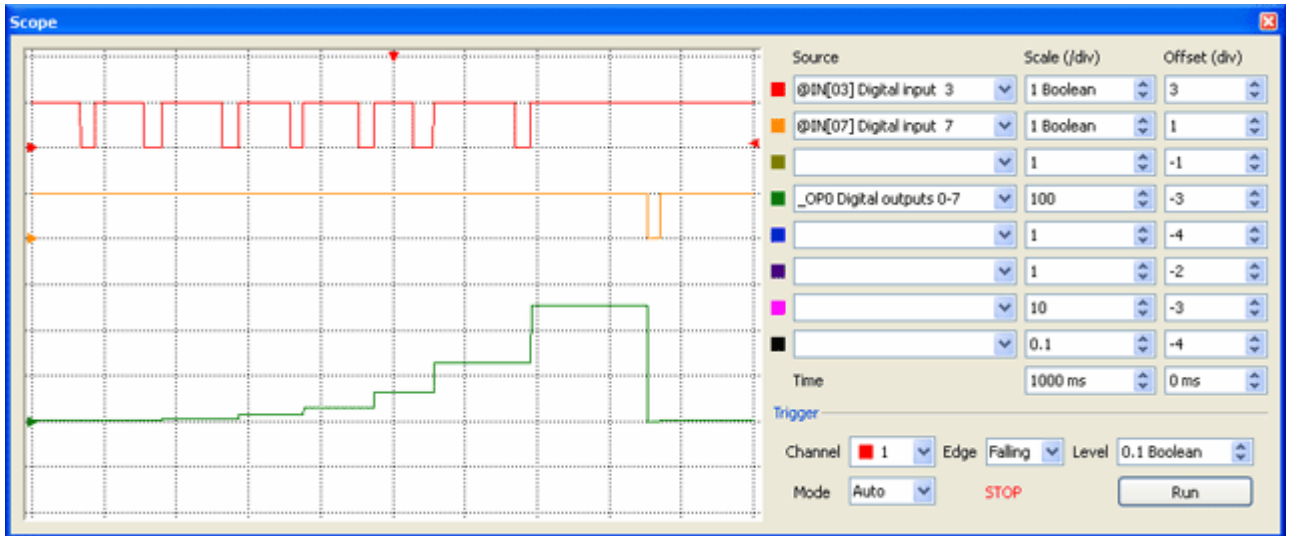 Scope
Source Scale (/div) Offset (div)
@IN[03] Digital input 3 1 Boolean 3
@IN[07] Digital input 7 1 Boolean 1
1 -1
_OP0 Digital outputs 0-7 100 -3
1 -4
1 -2
10 -3
0.1 -4
Time 1000 ms 0 ms
Trigger
Channel 1 Edge Falling Level 0.1 Boolean
Mode Auto STOP Run